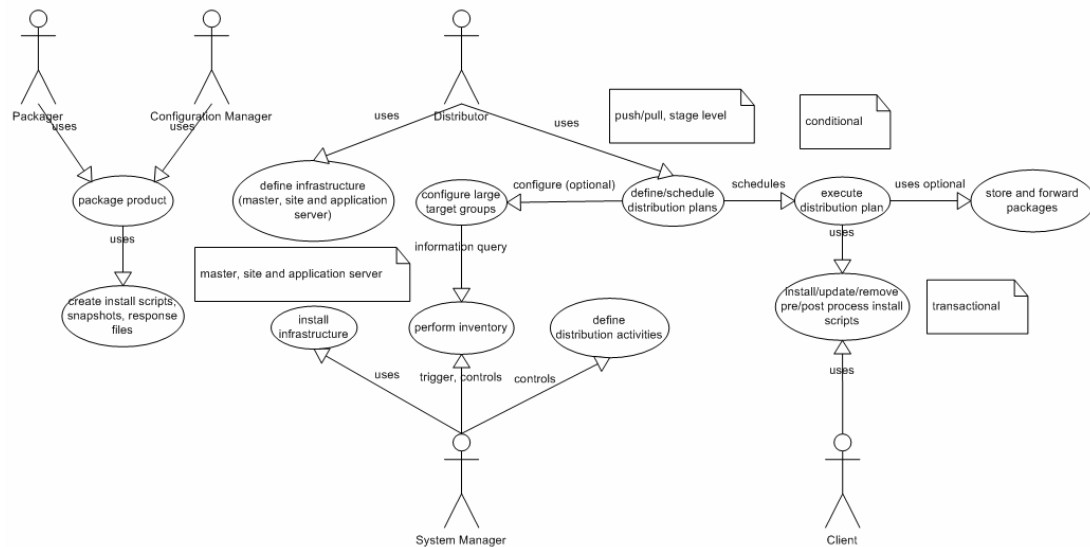 Packager
Configuration Manager
Distributor
uses
uses
uses
uses
push/pull, stage level
conditional
package product
define infrastructure
(master, site and application
server)
configure large
target groups
configure (optional)
define/schedule
distribution plans
schedules
execute
distribution plan
uses optional
store and forward
packages
uses
information query
uses
master, site and application server
create install scripts,
snapshots, response
files
install
infrastructure
perform inventory
define
distribution activities
install/update/remove
pre/post process install
scripts
transactional
uses
trigger, controls
controls
uses
System Manager
Client